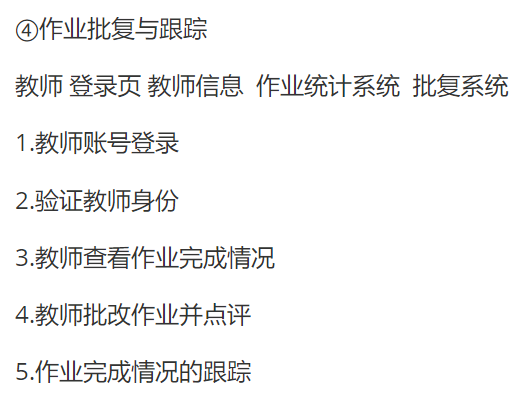 ④作业批复与跟踪
教师 登录页 教师信息  作业统计系统  批复系统
1.教师账号登录
2.验证教师身份
3.教师查看作业完成情况
4.教师批改作业并点评
5.作业完成情况的跟踪